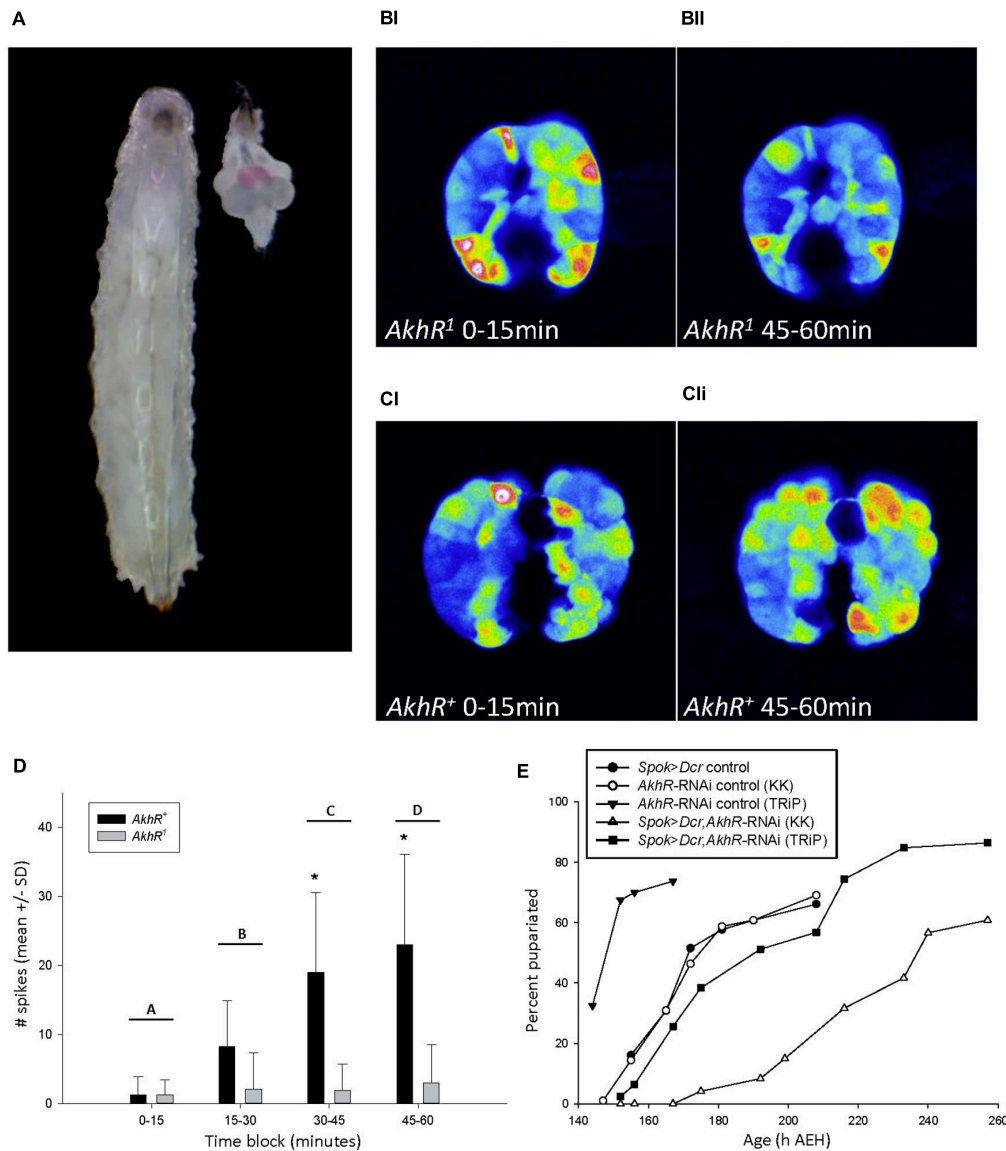 A
BI
BII
AkhR¹ 0-15min
AkhR¹ 45-60min
CI
CIi
AkhR⁺ 0-15min
AkhR⁺ 45-60min
D
AkhR⁺
AkhR¹
A
B
C
D
*
*
# spikes (mean +/- SD)
40
30
20
10
0
0-15
15-30
30-45
45-60
Time block (minutes)
E
Spok>Dcr control
AkhR-RNAi control (KK)
AkhR-RNAi control (TRiP)
Spok>Dcr,AkhR-RNAi (KK)
Spok>Dcr,AkhR-RNAi (TRiP)
Percent pupariated
100
80
60
40
20
0
140
160
180
200
220
240
260
Age (h AEH)